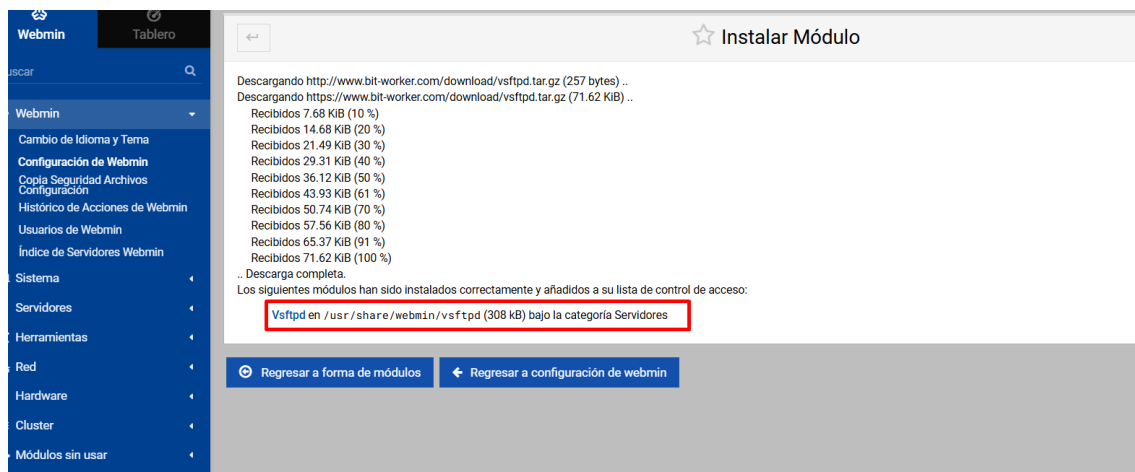 Webmin
Tablero
uscar
Webmin
Cambio de Idioma y Tema
Configuración de Webmin
Copia Seguridad Archivos
Configuración
Histórico de Acciones de Webmin
Usuarios de Webmin
Índice de Servidores Webmin
Sistema
Servidores
Herramientas
Red
Hardware
Cluster
Módulos sin usar
Instalar Módulo
Descargando http://www.bit-worker.com/download/vsftpd.tar.gz (257 bytes) ..
Descargando https://www.bit-worker.com/download/vsftpd.tar.gz (71.62 KiB) ..
Recibidos 7.68 KiB (10 %)
Recibidos 14.68 KiB (20 %)
Recibidos 21.49 KiB (30 %)
Recibidos 29.31 KiB (40 %)
Recibidos 36.12 KiB (50 %)
Recibidos 43.93 KiB (61 %)
Recibidos 50.74 KiB (70 %)
Recibidos 57.56 KiB (80 %)
Recibidos 65.37 KiB (91 %)
Recibidos 71.62 KiB (100 %)
.. Descarga completa.
Los siguientes módulos han sido instalados correctamente y añadidos a su lista de control de acceso:
Vsftpd en /usr/share/webmin/vsftpd (308 kB) bajo la categoría Servidores
Regresar a forma de módulos
Regresar a configuración de webmin